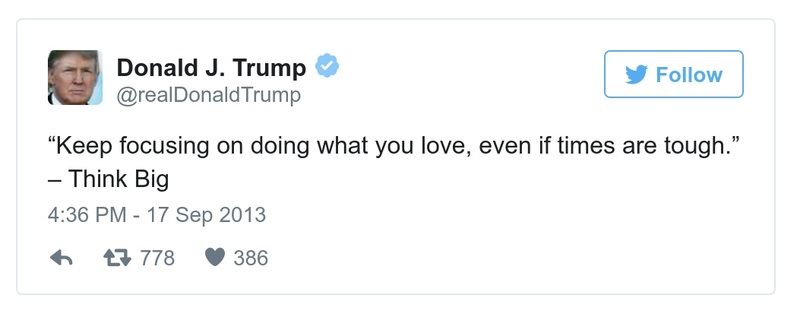 Donald J. Trump
@realDonaldTrump
Follow
“Keep focusing on doing what you love, even if times are tough.”
– Think Big
4:36 PM - 17 Sep 2013
778 386